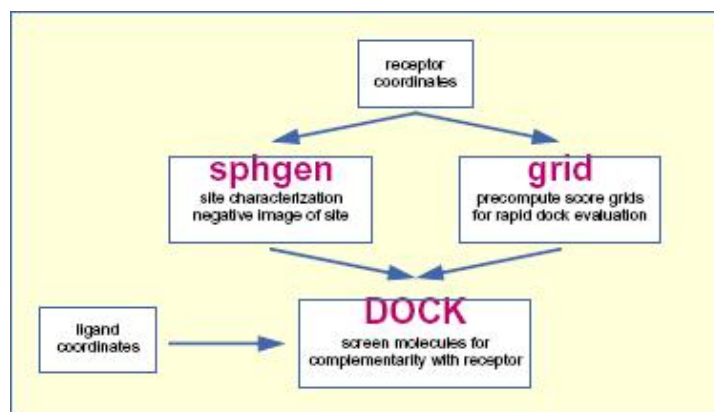 receptor
coordinates
sphgen
site characterization
negative image of site
grid
precompute score grids
for rapid dock evaluation
ligand
coordinates
DOCK
screen molecules for
complementarity with receptor